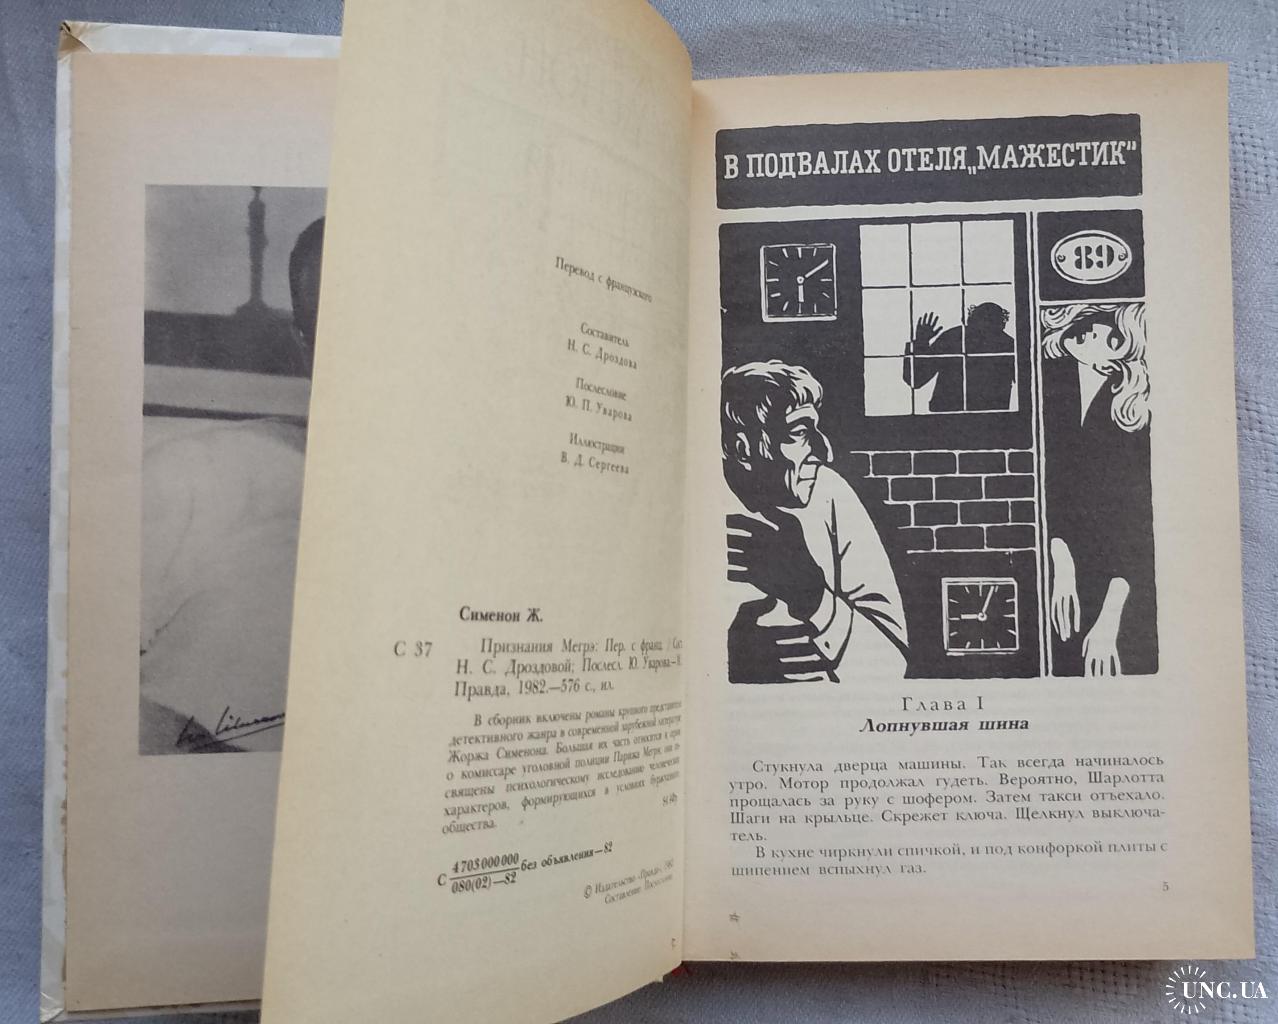 Перевод с французского
Составитель
Н. С. Дроздова
Послесловие
Ю. П. Уварова
Иллюстрации
В. Д. Сергеева
Сименон Ж.
С 37
Признания Мегрэ: Пер. с франц. / Сост.
Н. С. Дроздовой; Послесл. Ю. Уварова—М.
Правда, 1982.—576 с., ил.
В сборник включены романы крупного представителя
детективного жанра в современной зарубежной литературе
Жоржа Сименона. Большая их часть относится к серии
о комиссаре уголовной полиции Парижа Мегрэ, они по-
священы психологическому исследованию человеческих
характеров, формирующихся в условиях буржуазного
общества.
С 4703000000
080(02)—82 без объявления—82
© Издательство «Правда», 1982
Составление. Послесловие
В ПОДВАЛАХ ОТЕЛЯ „МАЖЕСТИК“
89
Глава I
Лопнувшая шина
Стукнула дверца машины. Так всегда начиналось
утро. Мотор продолжал гудеть. Вероятно, Шарлотта
прощалась за руку с шофером. Затем такси отъехало.
Шаги на крыльце. Скрежет ключа. Щелкнул выключа-
тель.
В кухне чиркнули спичкой, и под конфоркой плиты с
шипением вспыхнул газ.
5
UNC.UA